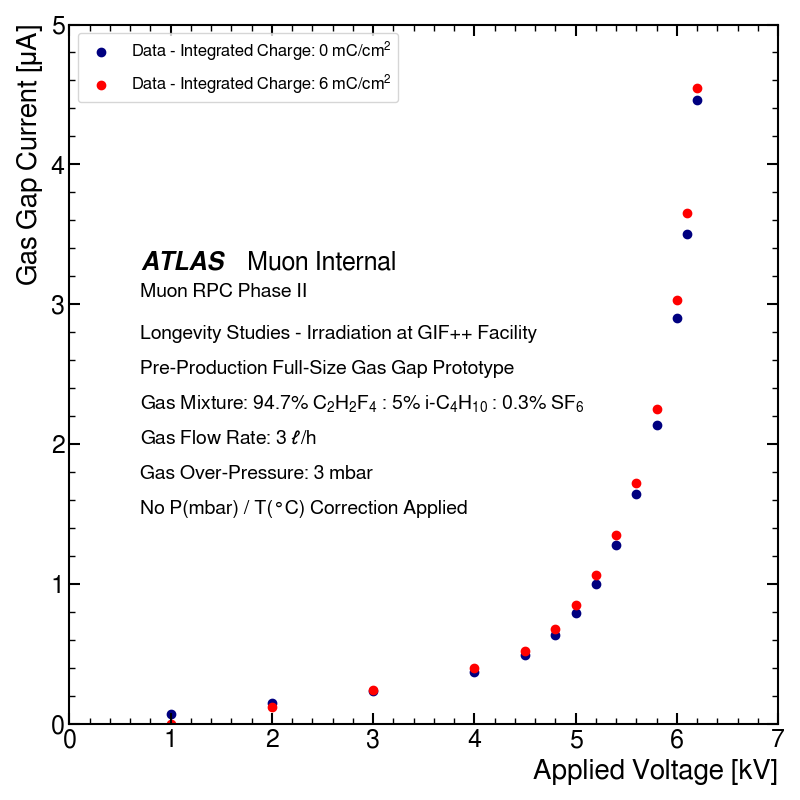 Data - Integrated Charge: 0 mC/cm²
Data - Integrated Charge: 6 mC/cm²
Gas Gap Current [µA]
5
4
3
2
1
0
ATLAS Muon Internal
Muon RPC Phase II
Longevity Studies - Irradiation at GIF++ Facility
Pre-Production Full-Size Gas Gap Prototype
Gas Mixture: 94.7% C₂H₂F₄ : 5% i-C₄H₁₀ : 0.3% SF₆
Gas Flow Rate: 3 ℓ/h
Gas Over-Pressure: 3 mbar
No P(mbar) / T(°C) Correction Applied
0 1 2 3 4 5 6 7
Applied Voltage [kV]